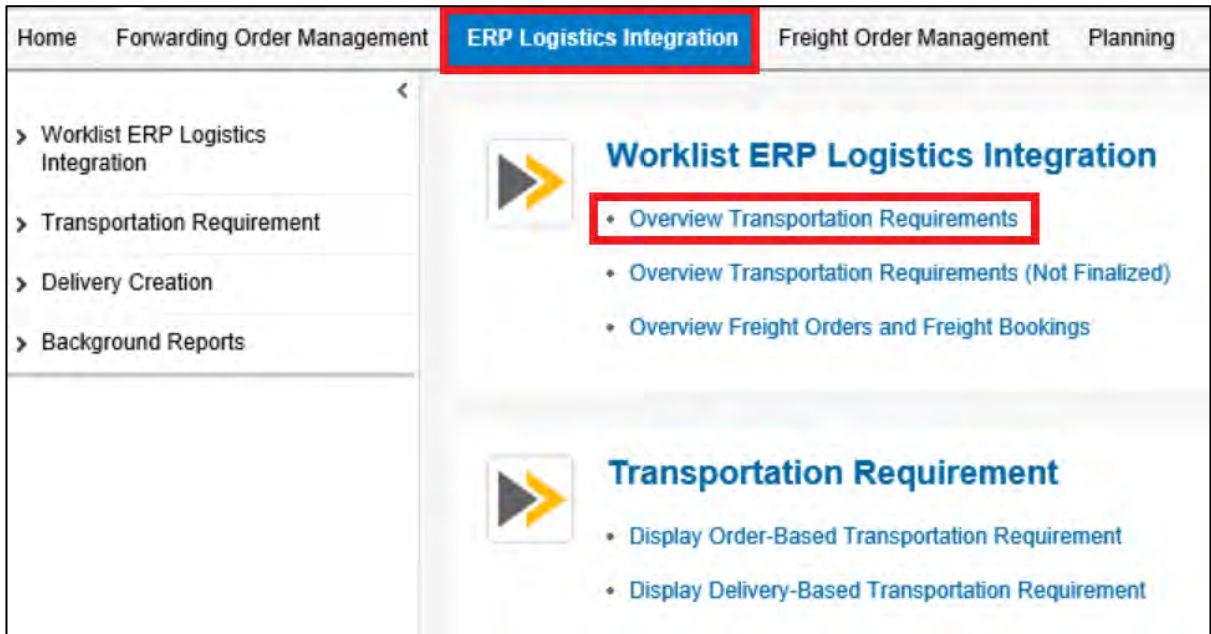 Home Forwarding Order Management ERP Logistics Integration Freight Order Management Planning
Worklist ERP Logistics
Integration
Transportation Requirement
Delivery Creation
Background Reports
Worklist ERP Logistics Integration
• Overview Transportation Requirements
• Overview Transportation Requirements (Not Finalized)
• Overview Freight Orders and Freight Bookings
Transportation Requirement
• Display Order-Based Transportation Requirement
• Display Delivery-Based Transportation Requirement